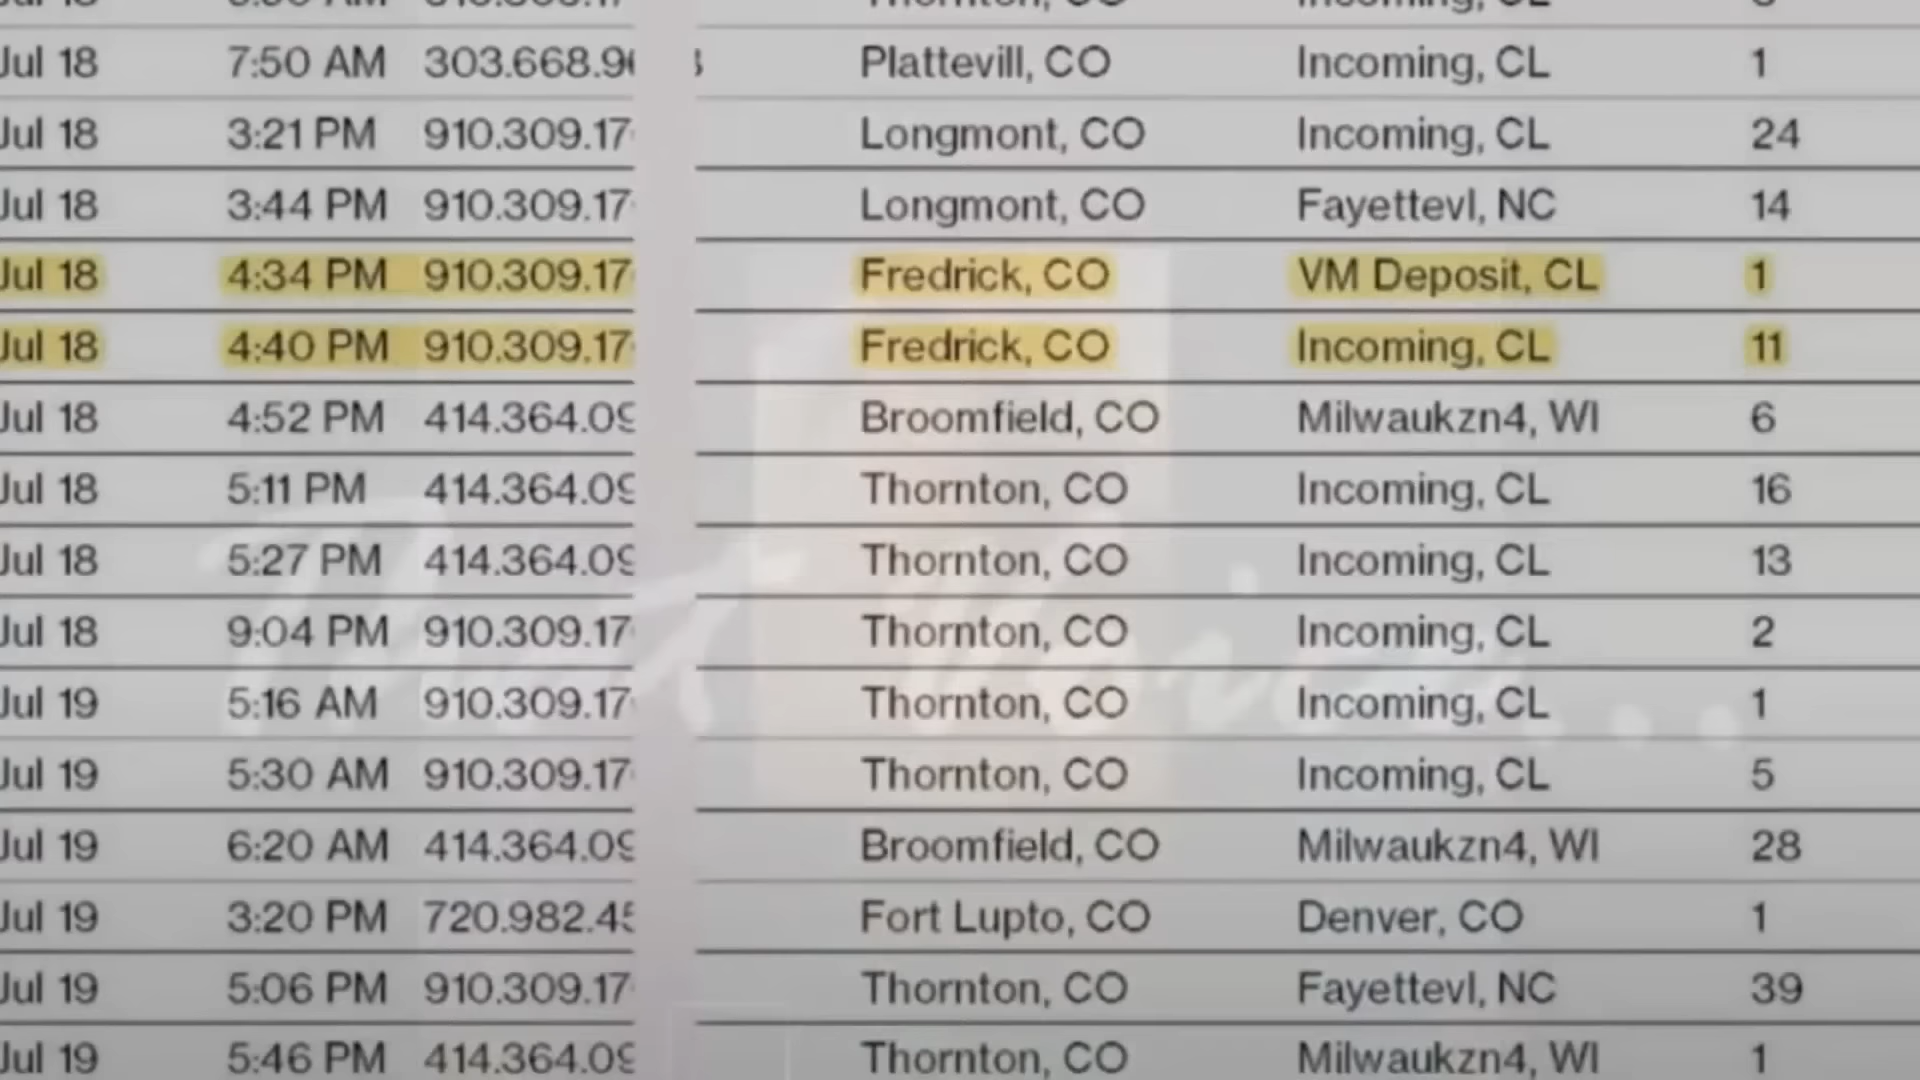 Jul 18 7:50 AM 303.668.9 Plattevill, CO Incoming, CL 1
Jul 18 3:21 PM 910.309.17 Longmont, CO Incoming, CL 24
Jul 18 3:44 PM 910.309.17 Longmont, CO Fayettevl, NC 14
Jul 18 4:34 PM 910.309.17 Fredrick, CO VM Deposit, CL 1
Jul 18 4:40 PM 910.309.17 Fredrick, CO Incoming, CL 11
Jul 18 4:52 PM 414.364.09 Broomfield, CO Milwaukzn4, WI 6
Jul 18 5:11 PM 414.364.09 Thornton, CO Incoming, CL 16
Jul 18 5:27 PM 414.364.09 Thornton, CO Incoming, CL 13
Jul 18 9:04 PM 910.309.17 Thornton, CO Incoming, CL 2
Jul 19 5:16 AM 910.309.17 Thornton, CO Incoming, CL 1
Jul 19 5:30 AM 910.309.17 Thornton, CO Incoming, CL 5
Jul 19 6:20 AM 414.364.09 Broomfield, CO Milwaukzn4, WI 28
Jul 19 3:20 PM 720.982.45 Fort Lupto, CO Denver, CO 1
Jul 19 5:06 PM 910.309.17 Thornton, CO Fayettevl, NC 39
Jul 19 5:46 PM 414.364.09 Thornton, CO Milwaukzn4, WI 1